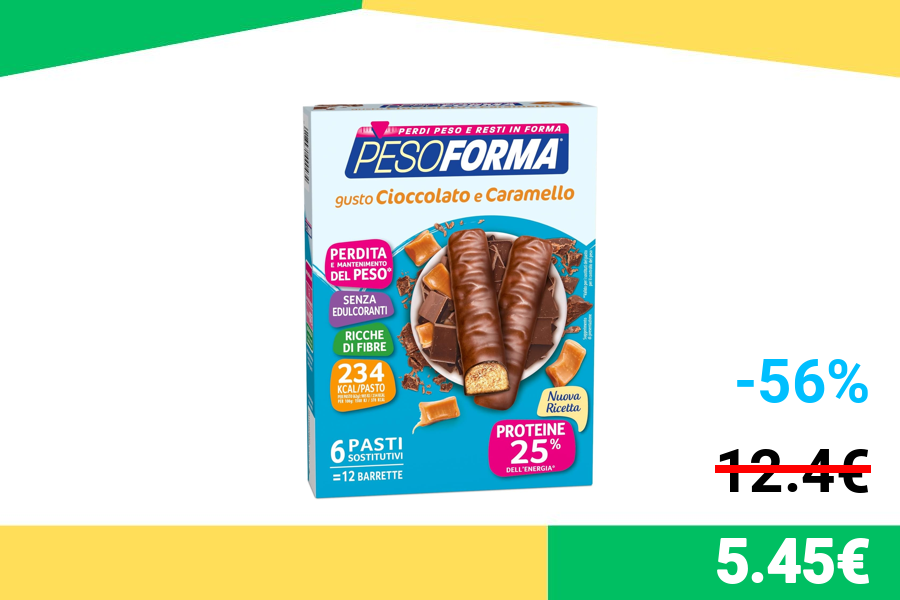 PERDI PESO E RESTI IN FORMA
PESOFORMA
gusto Cioccolato e Caramello
PERDITA
E MANTENIMENTO
DEL PESO*
SENZA
EDULCORANTI
RICCHE
DI FIBRE
234
KCAL/PASTO
Nuova
Ricetta
PROTEINE
25%
DELL'ENERGIA*
6 PASTI
SOSTITUTIVI
=12 BARRETTE
-56%
12.4€
5.45€